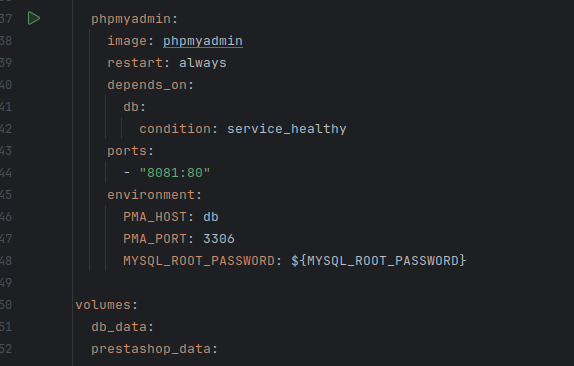 37 phpmyadmin:
38 image: phpmyadmin
39 restart: always
40 depends_on:
41 db:
42 condition: service_healthy
43 ports:
44 - "8081:80"
45 environment:
46 PMA_HOST: db
47 PMA_PORT: 3306
48 MYSQL_ROOT_PASSWORD: ${MYSQL_ROOT_PASSWORD}
49
50 volumes:
51 db_data:
52 prestashop_data: